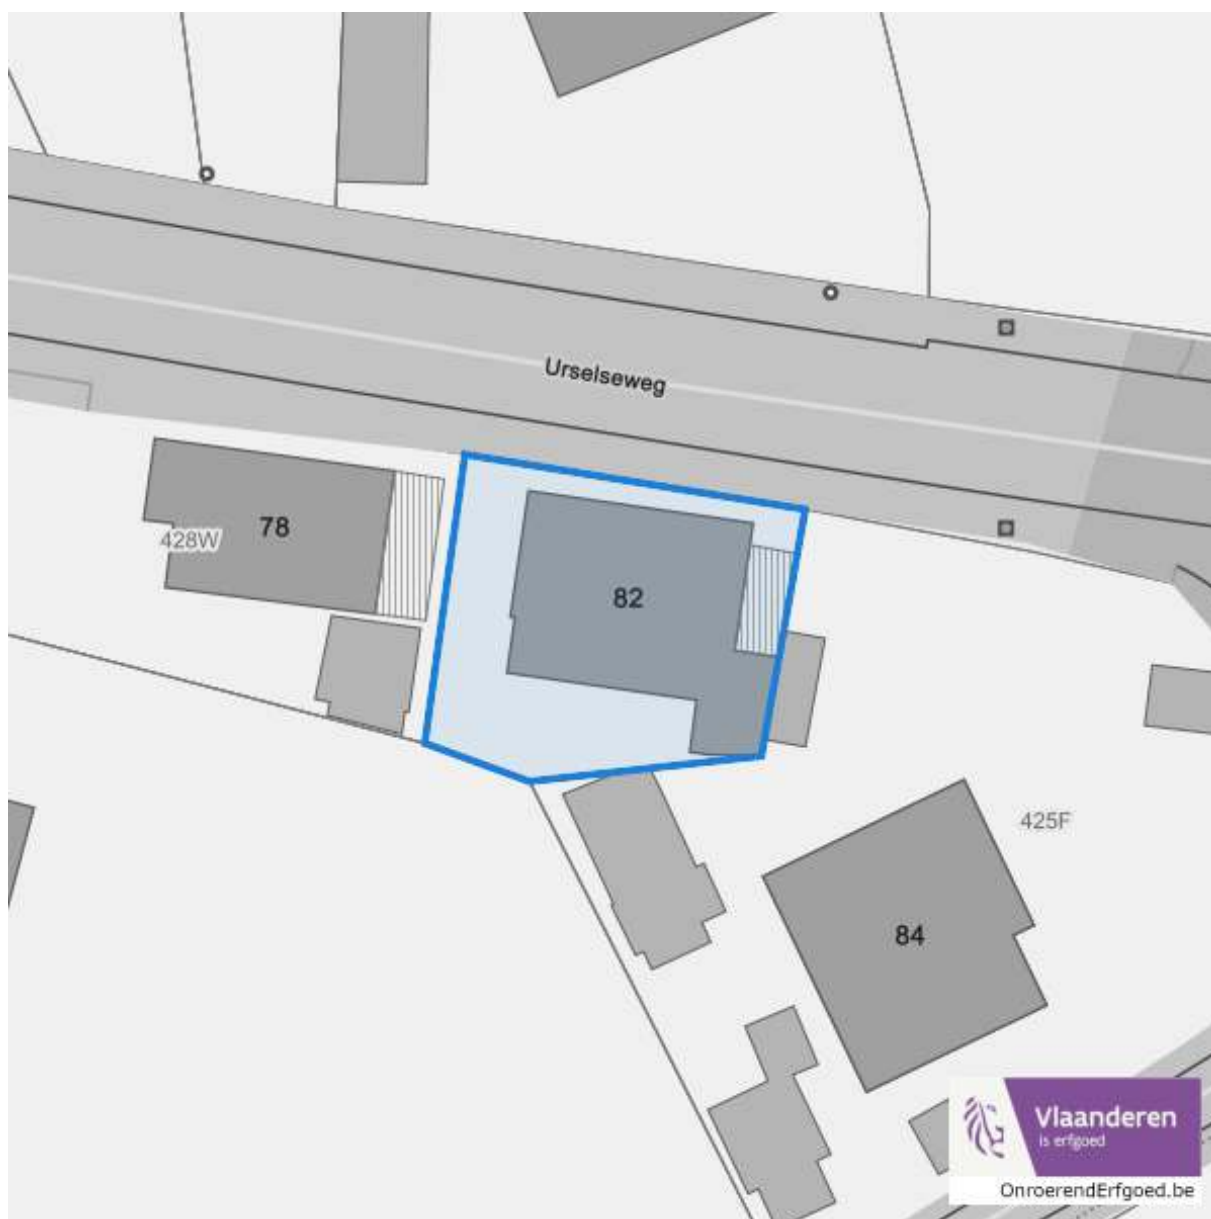 Urselseweg
78
428W
82
425F
84
Vlaanderen
is erfgoed
OnroerendErfgoed.be